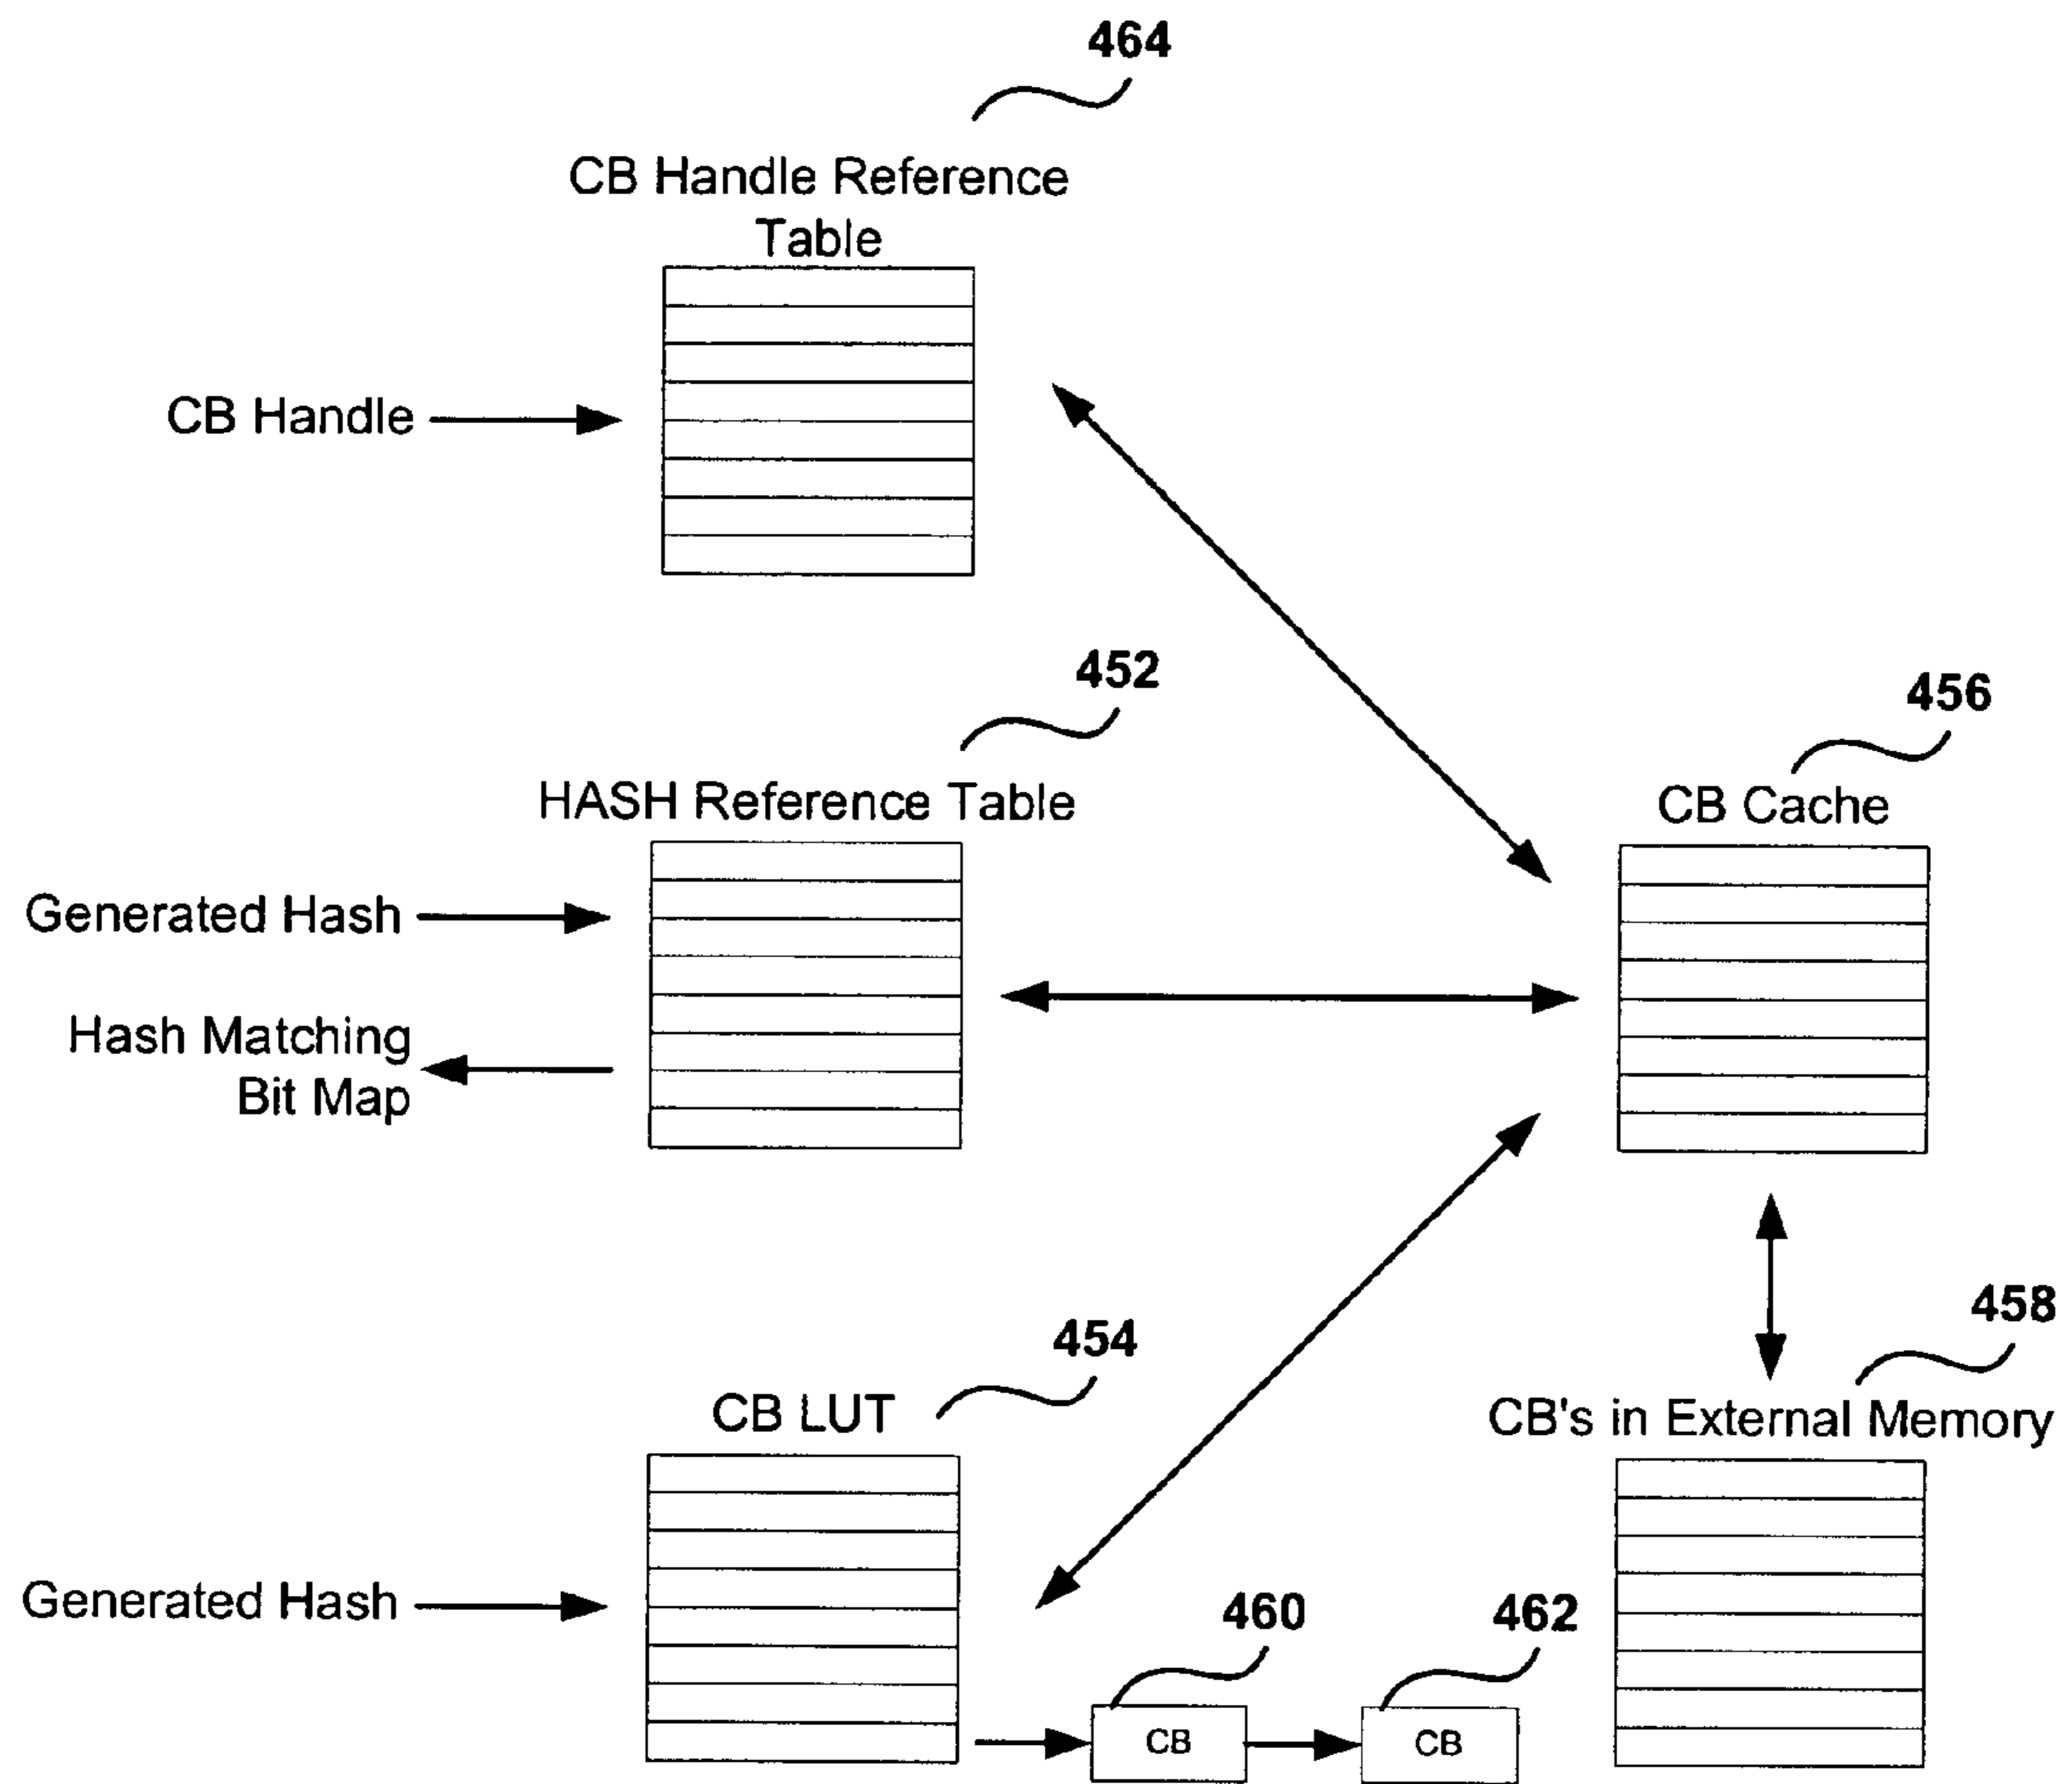 464
CB Handle Reference
Table
CB Handle
452
456
HASH Reference Table
CB Cache
Generated Hash
Hash Matching
Bit Map
458
454
CB LUT
CB's in External Memory
Generated Hash
460
462
CB
CB